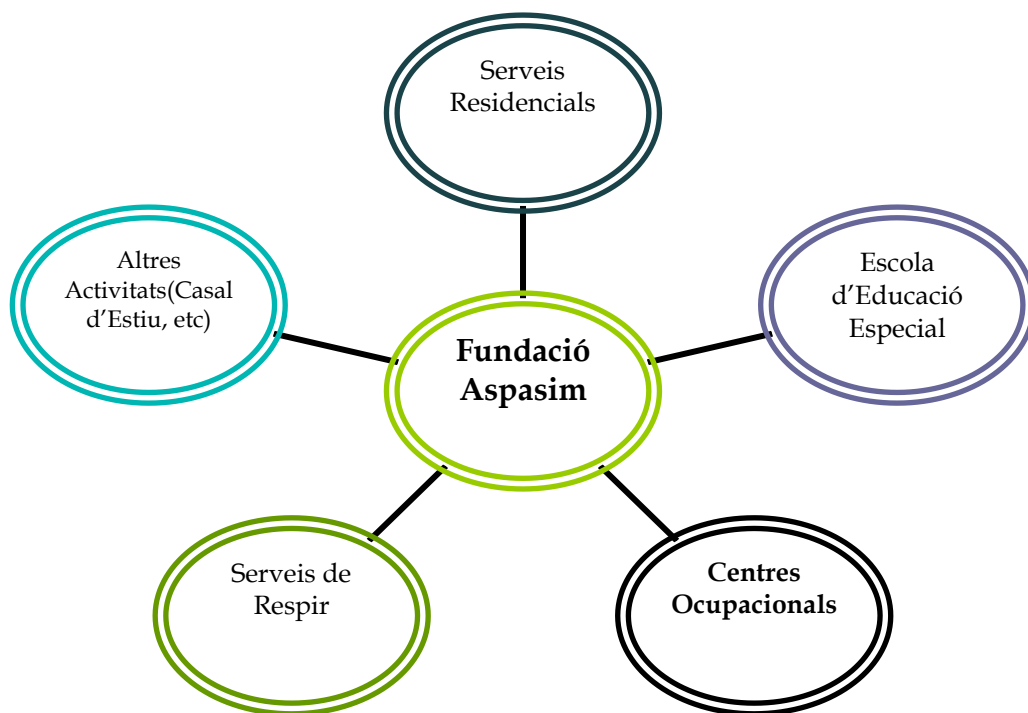 Serveis
Residencials
Altres
Activitats(Casal
d’Estiu, etc)
Escola
d’Educació
Especial
Fundació
Aspasim
Serveis de
Respir
Centres
Ocupacionals